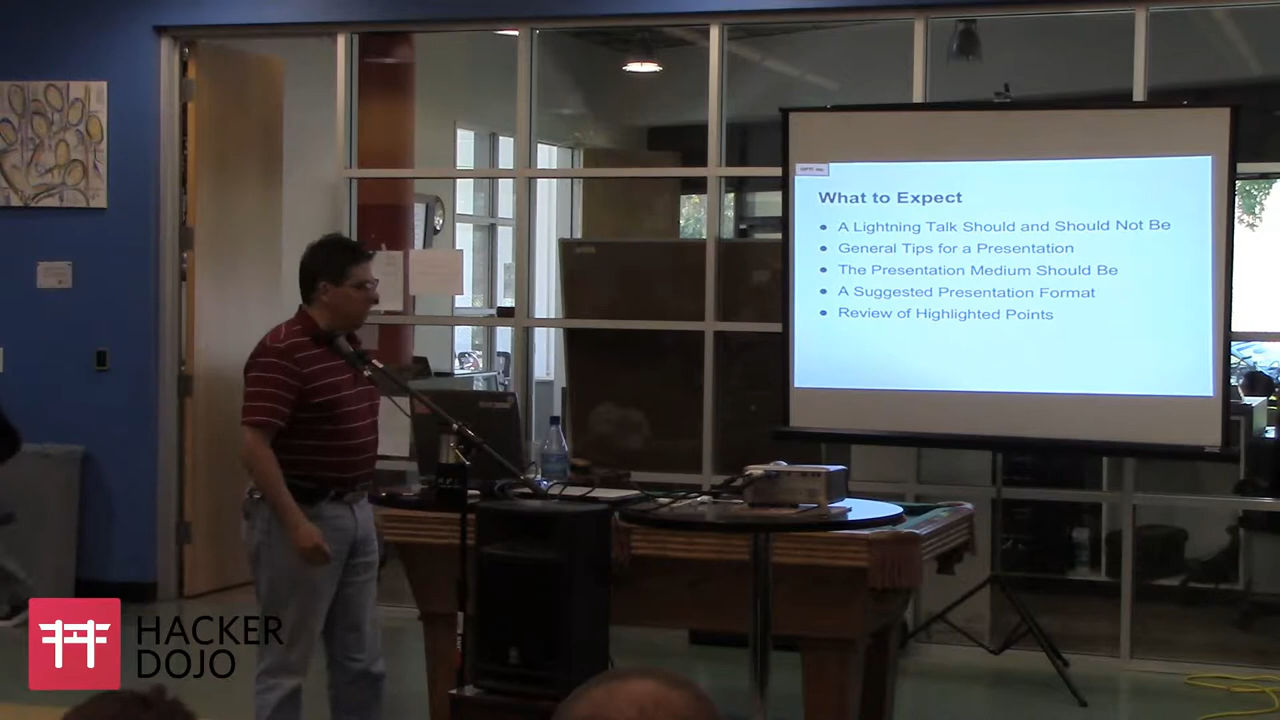 What to Expect
A Lightning Talk Should and Should Not Be
General Tips for a Presentation
The Presentation Medium Should Be
A Suggested Presentation Format
Review of Highlighted Points
HACKER
DOJO